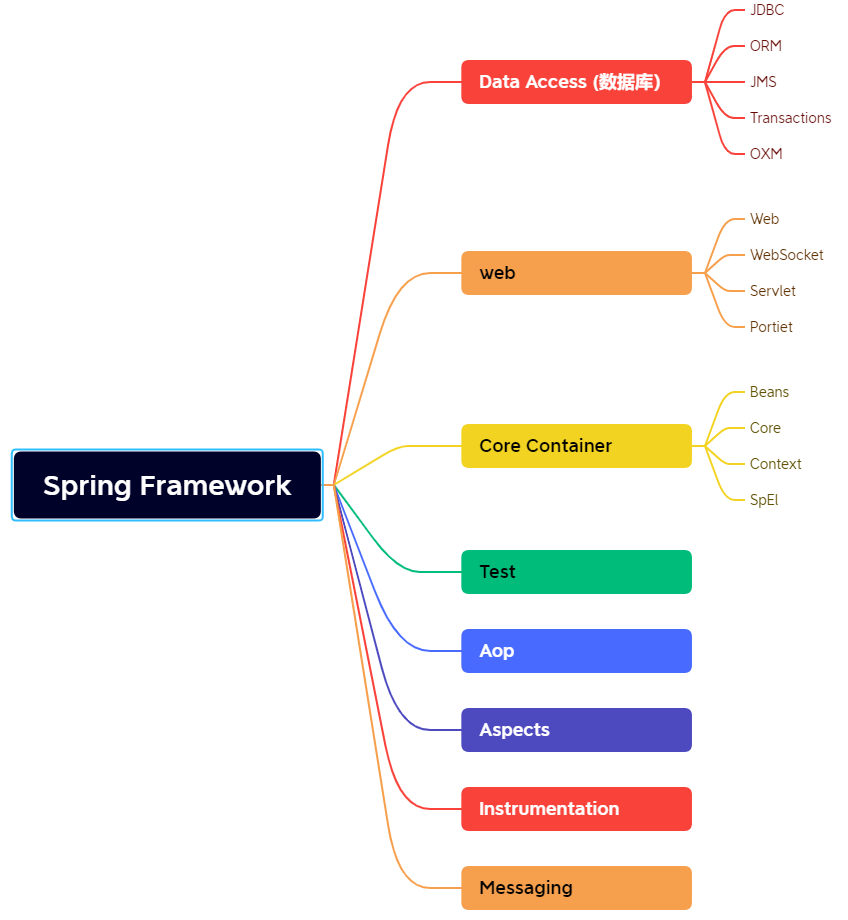 Spring Framework
Data Access (数据库)
JDBC
ORM
JMS
Transactions
OXM
web
Web
WebSocket
Servlet
Portiet
Core Container
Beans
Core
Context
SpEl
Test
Aop
Aspects
Instrumentation
Messaging